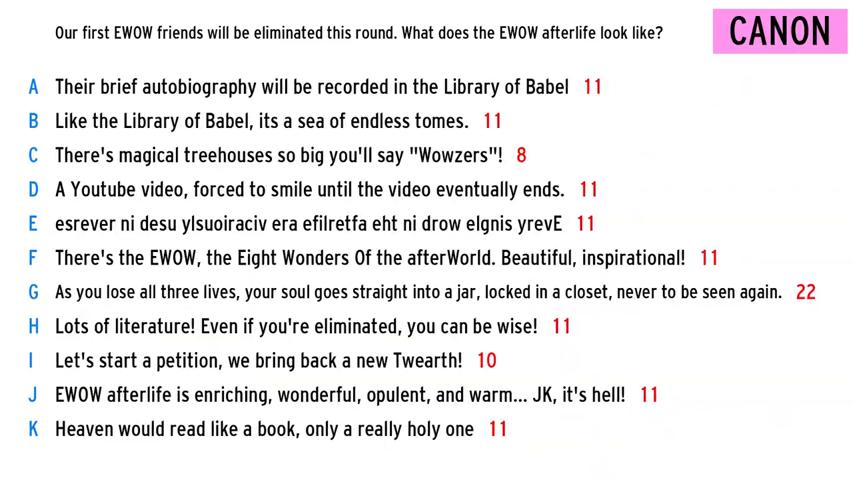 Our first EWOW friends will be eliminated this round. What does the EWOW afterlife look like?
CANON
A Their brief autobiography will be recorded in the Library of Babel 11
B Like the Library of Babel, its a sea of endless tomes. 11
C There's magical treehouses so big you'll say "Wowzers"! 8
D A Youtube video, forced to smile until the video eventually ends. 11
E esrever ni desu ylsuoiraciv era efilretfa eht ni drow elgnis yrevE 11
F There's the EWOW, the Eight Wonders Of the afterWorld. Beautiful, inspirational! 11
G As you lose all three lives, your soul goes straight into a jar, locked in a closet, never to be seen again. 22
H Lots of literature! Even if you're eliminated, you can be wise! 11
I Let's start a petition, we bring back a new Twearth! 10
J EWOW afterlife is enriching, wonderful, opulent, and warm... JK, it's hell! 11
K Heaven would read like a book, only a really holy one 11